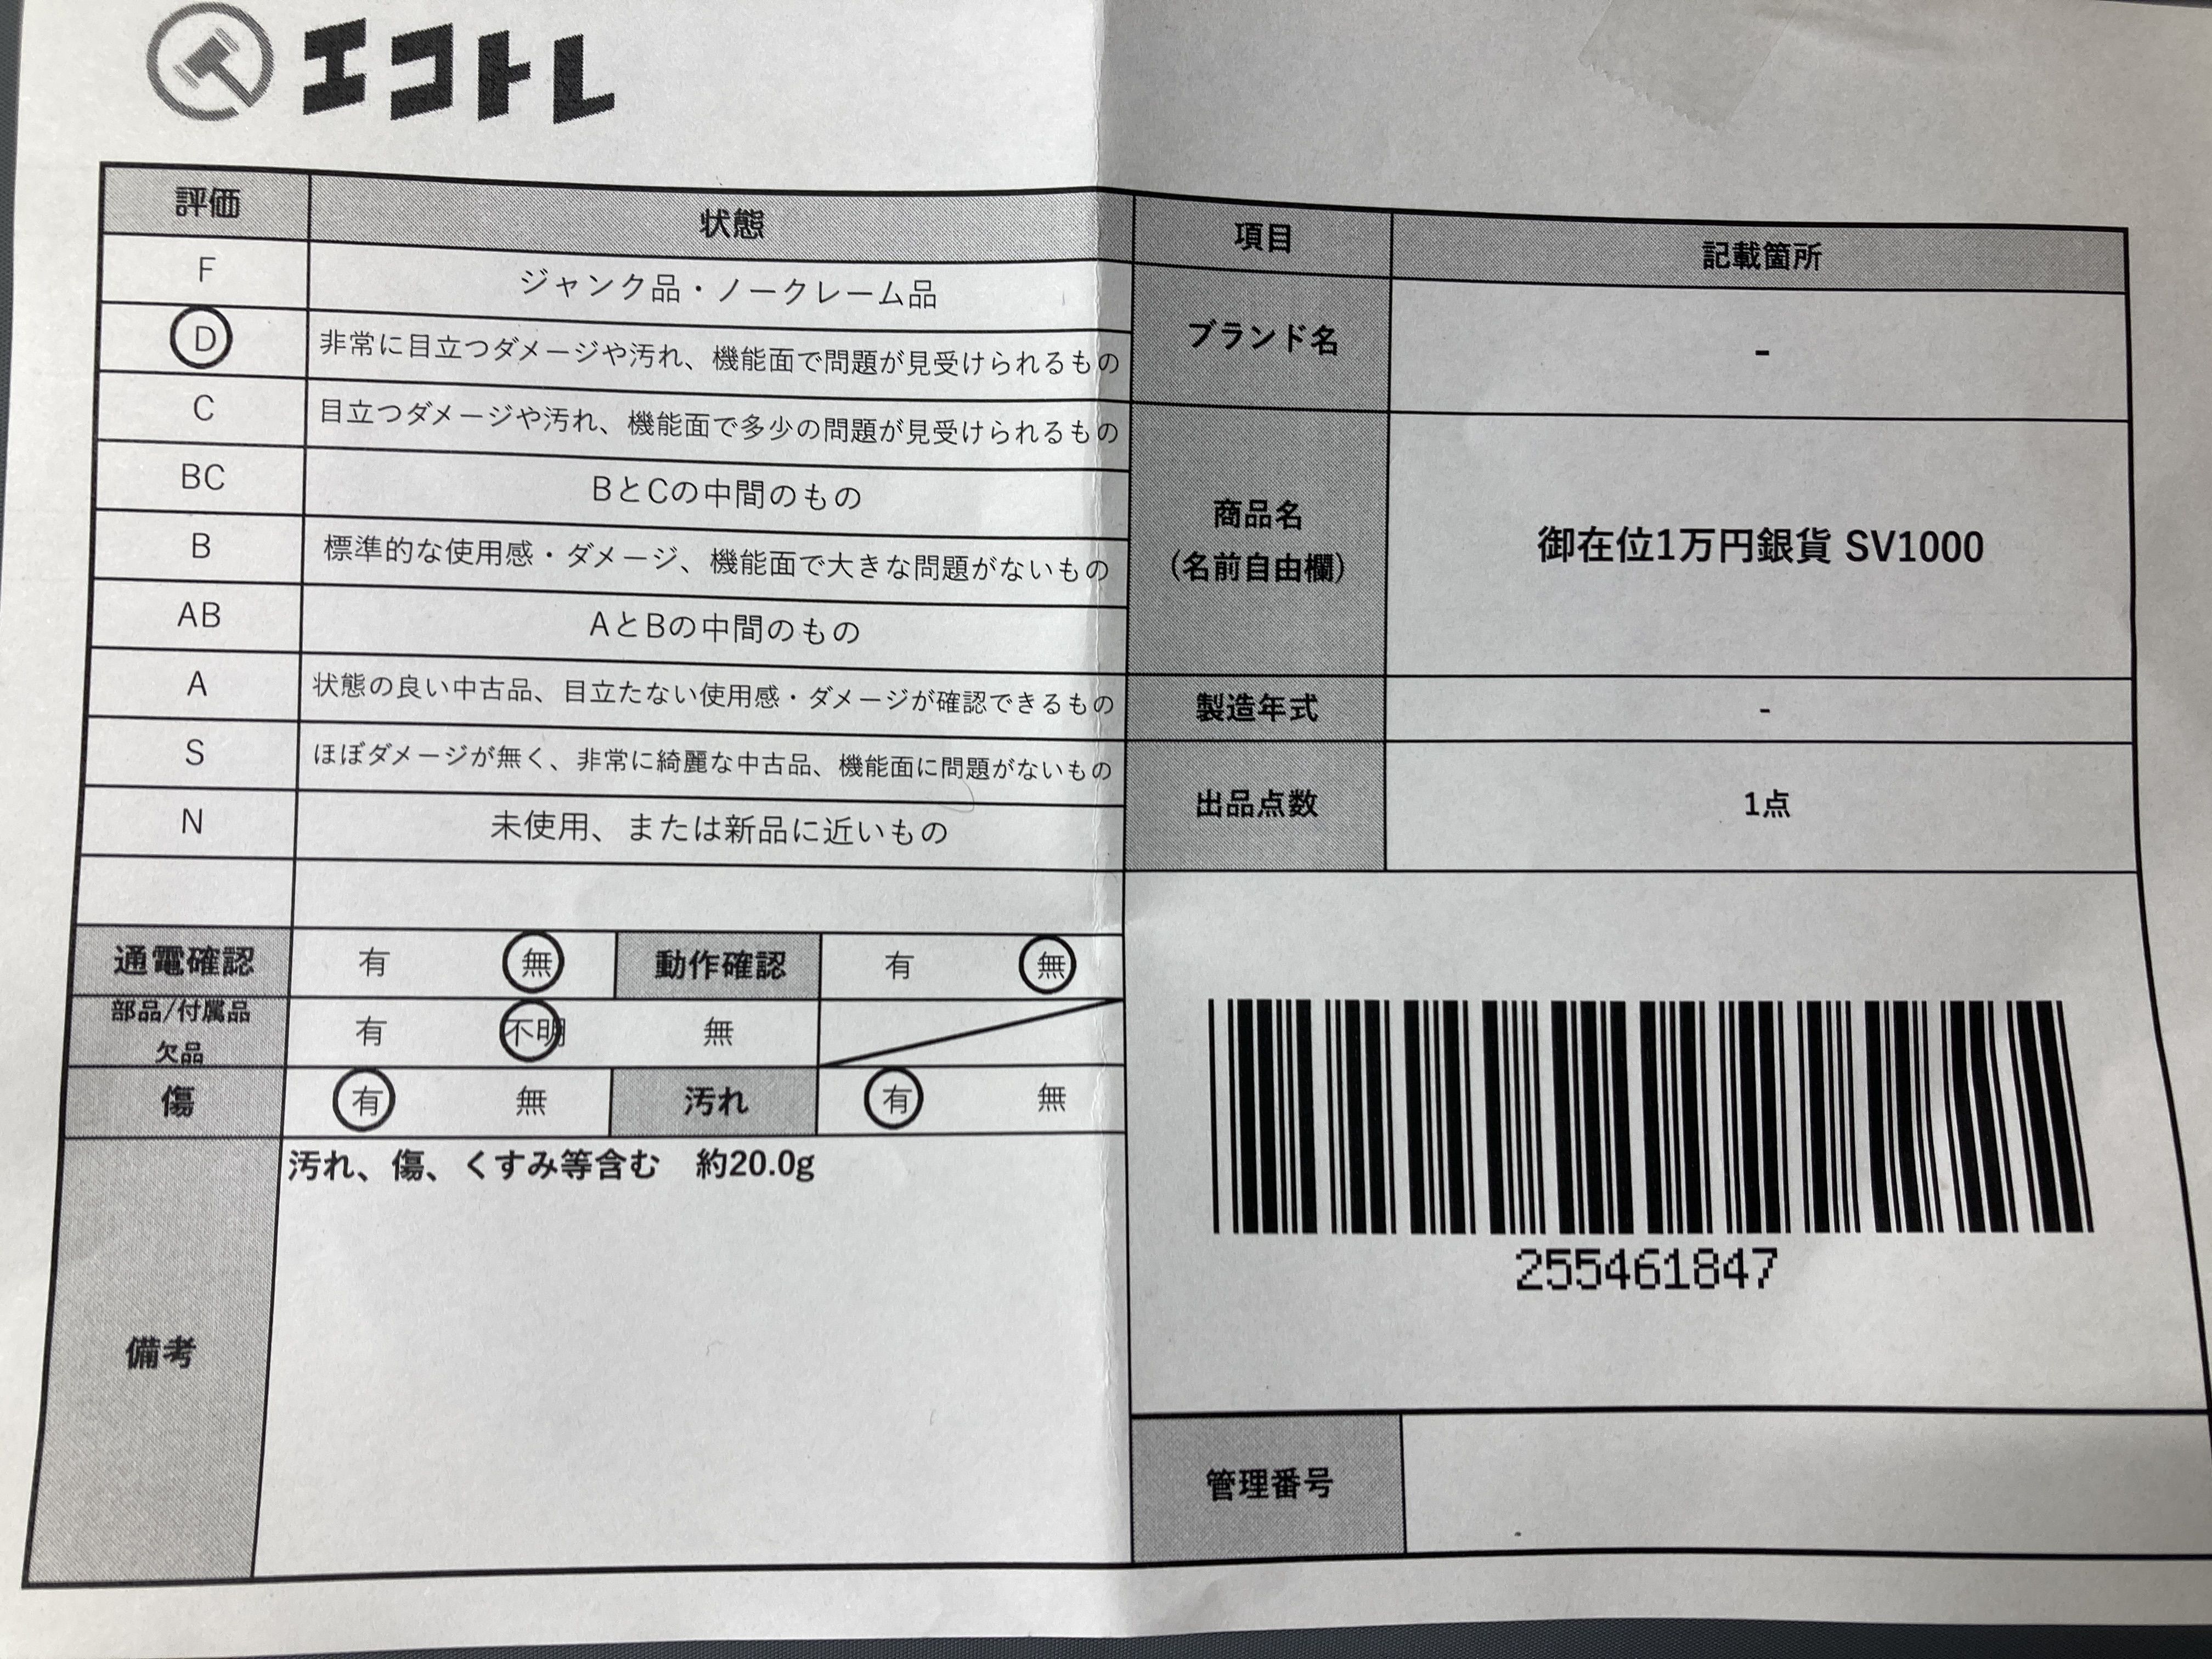 エコトレ
評価 状態
F ジャンク品・ノークレーム品
D 非常に目立つダメージや汚れ、機能面で問題が見受けられるもの
C 目立つダメージや汚れ、機能面で多少の問題が見受けられるもの
BC BとCの中間のもの
B 標準的な使用感・ダメージ、機能面で大きな問題がないもの
AB AとBの中間のもの
A 状態の良い中古品、目立たない使用感・ダメージが確認できるもの
S ほぼダメージが無く、非常に綺麗な中古品、機能面に問題がないもの
N 未使用、または新品に近いもの
通電確認 有 無 動作確認 有 無
部品/付属品
欠品 有 不明 無
傷 有 無 汚れ 有 無
備考 汚れ、傷、くすみ等含む 約20.0g
項目 記載箇所
ブランド名 -
商品名
(名前自由欄) 御在位1万円銀貨 SV1000
製造年式 -
出品点数 1点
255461847
管理番号